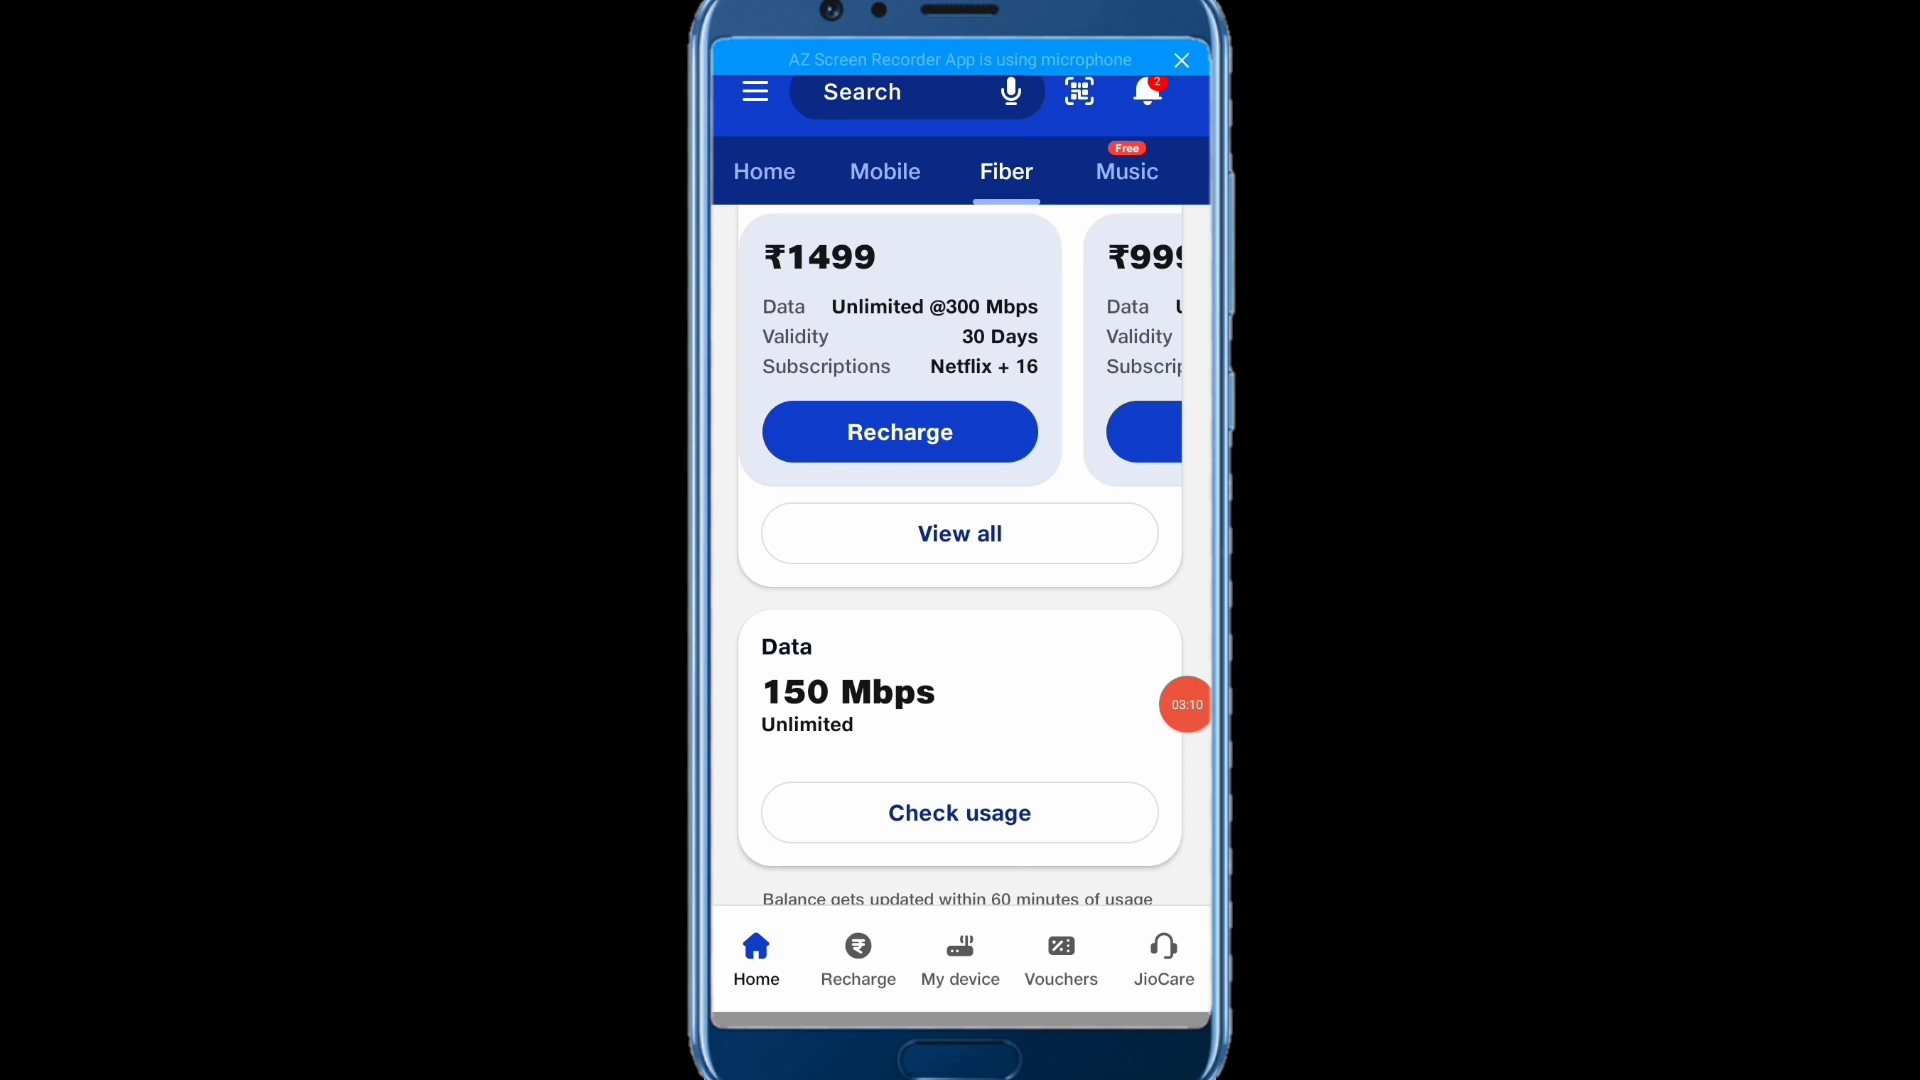 AZ Screen Recorder App is using microphone
Search
2
Free
Home Mobile Fiber Music
₹1499
Data Unlimited @300 Mbps
Validity 30 Days
Subscriptions Netflix + 16
Recharge
₹999
Data
Validity
View all
Data
150 Mbps
Unlimited
03:10
Check usage
Balance gets updated within 60 minutes of usage
Home Recharge My device Vouchers JioCare